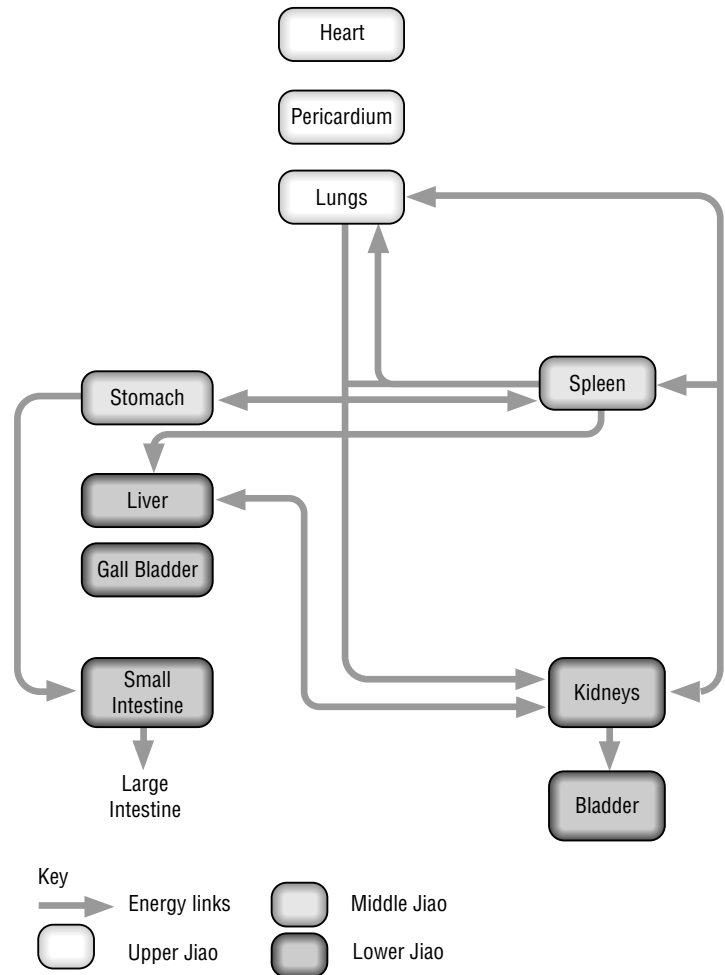 Heart
Pericardium
Lungs
Stomach
Spleen
Liver
Gall Bladder
Small
Intestine
Kidneys
Large
Intestine
Bladder
Key
Energy links
Middle Jiao
Upper Jiao
Lower Jiao